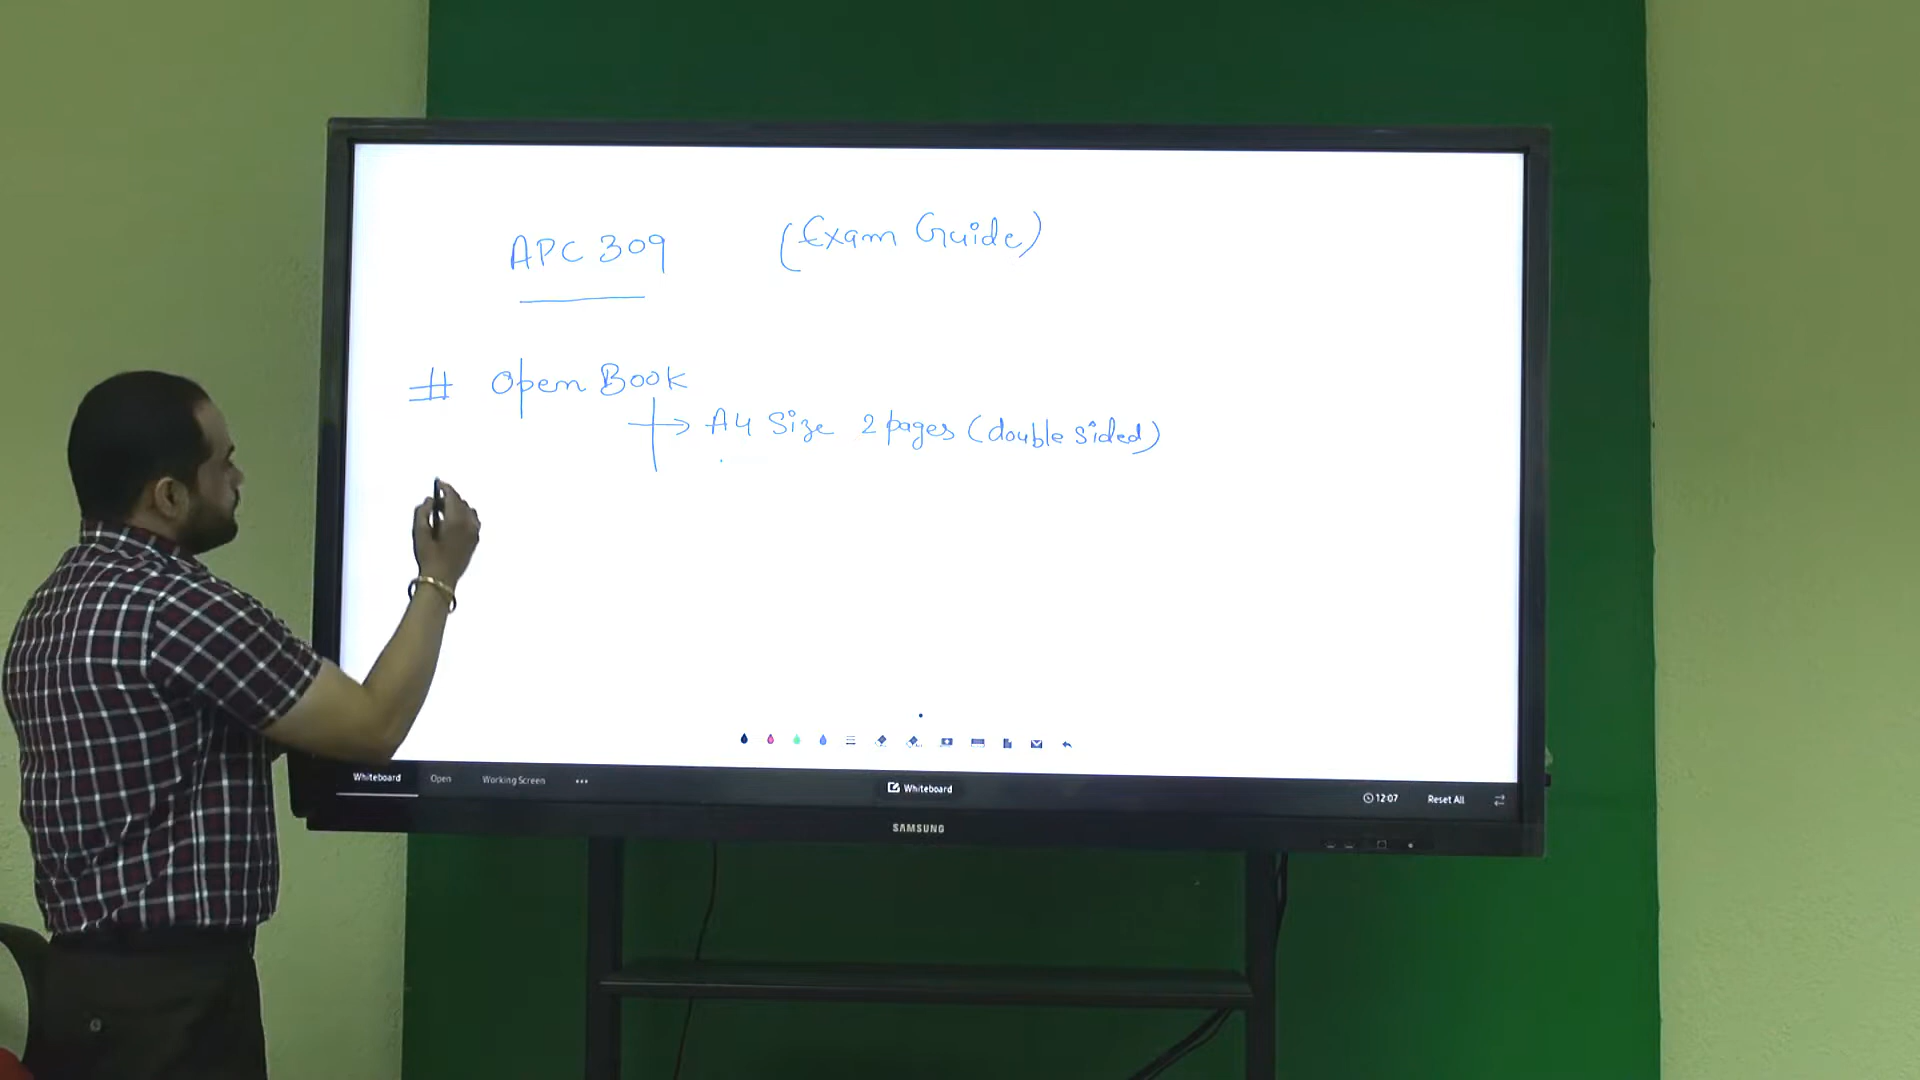 APC 309 (Exam Guide)
# Open Book
→ A4 Size 2 pages (double sided)
Whiteboard Open Working Screen ••• Whiteboard 12:07 Reset All
SAMSUNG